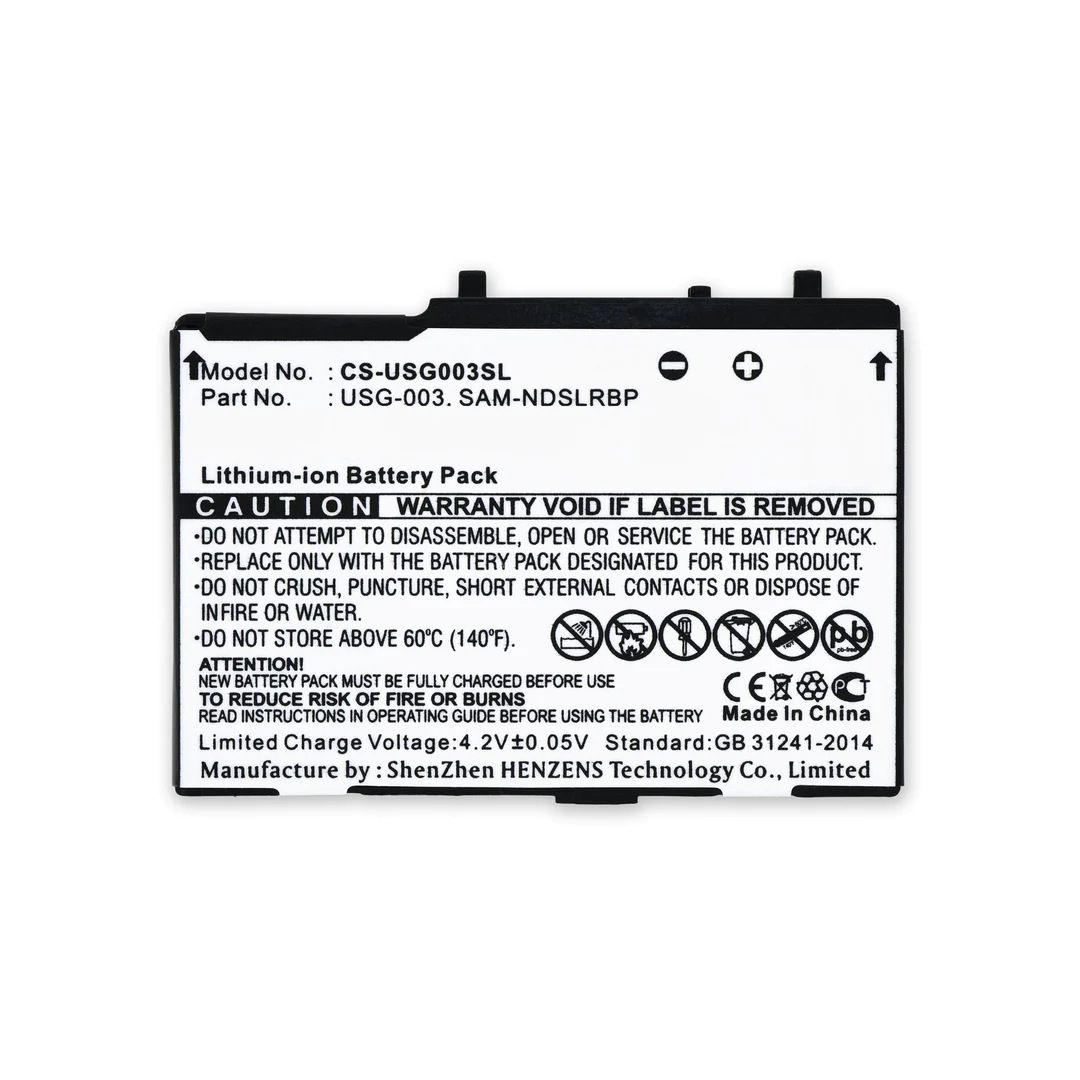 Model No. : CS-USG003SL
Part No. : USG-003. SAM-NDSLRBP
Lithium-ion Battery Pack
CAUTION WARRANTY VOID IF LABEL IS REMOVED
·DO NOT ATTEMPT TO DISASSEMBLE, OPEN OR SERVICE THE BATTERY PACK.
·REPLACE ONLY WITH THE BATTERY PACK DESIGNATED FOR THIS PRODUCT.
·DO NOT CRUSH, PUNCTURE, SHORT EXTERNAL CONTACTS OR DISPOSE OF
INFIRE OR WATER.
·DO NOT STORE ABOVE 60°C (140°F).
Pb
pb-free
ATTENTION!
NEW BATTERY PACK MUST BE FULLY CHARGED BEFORE USE
TO REDUCE RISK OF FIRE OR BURNS
READ INSTRUCTIONS IN OPERATING GUIDE BEFORE USING THE BATTERY
CE PCT
Made In China
Limited Charge Voltage:4.2V±0.05V Standard:GB 31241-2014
Manufacture by : ShenZhen HENZENS Technology Co., Limited